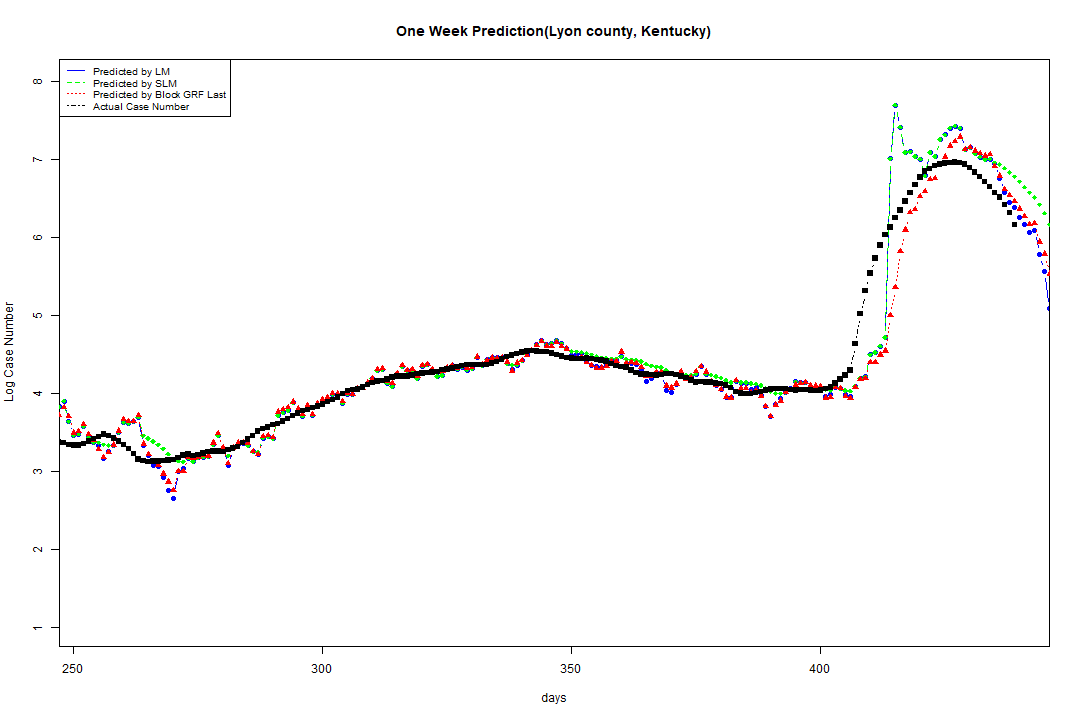 One Week Prediction(Lyon county, Kentucky)
Predicted by LM
Predicted by SLM
Predicted by Block GRF Last
Actual Case Number
8
7
6
5
4
3
2
1
Log Case Number
250 300 350 400
days